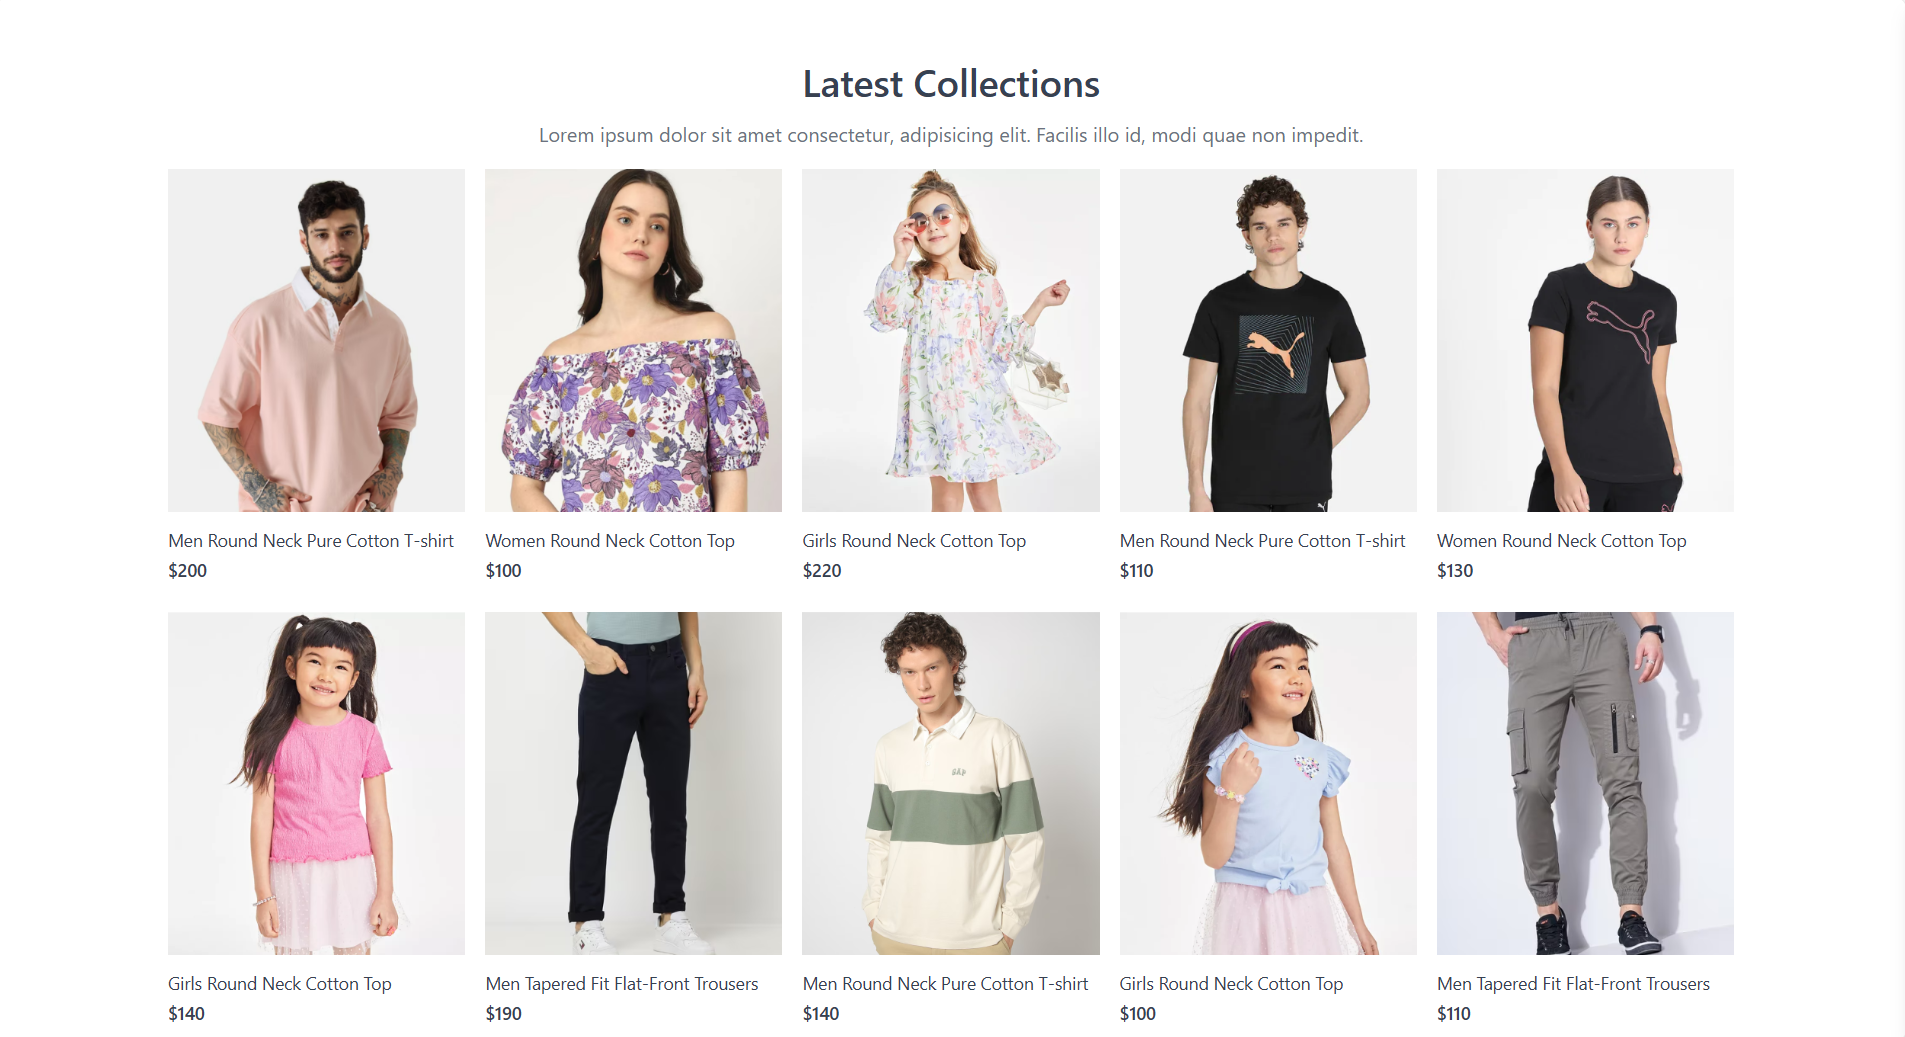 Latest Collections
Lorem ipsum dolor sit amet consectetur, adipisicing elit. Facilis illo id, modi quae non impedit.
Men Round Neck Pure Cotton T-shirt
$200
Women Round Neck Cotton Top
$100
Girls Round Neck Cotton Top
$220
Men Round Neck Pure Cotton T-shirt
$110
Women Round Neck Cotton Top
$130
GAP
Girls Round Neck Cotton Top
$140
Men Tapered Fit Flat-Front Trousers
$190
Men Round Neck Pure Cotton T-shirt
$140
Girls Round Neck Cotton Top
$100
Men Tapered Fit Flat-Front Trousers
$110